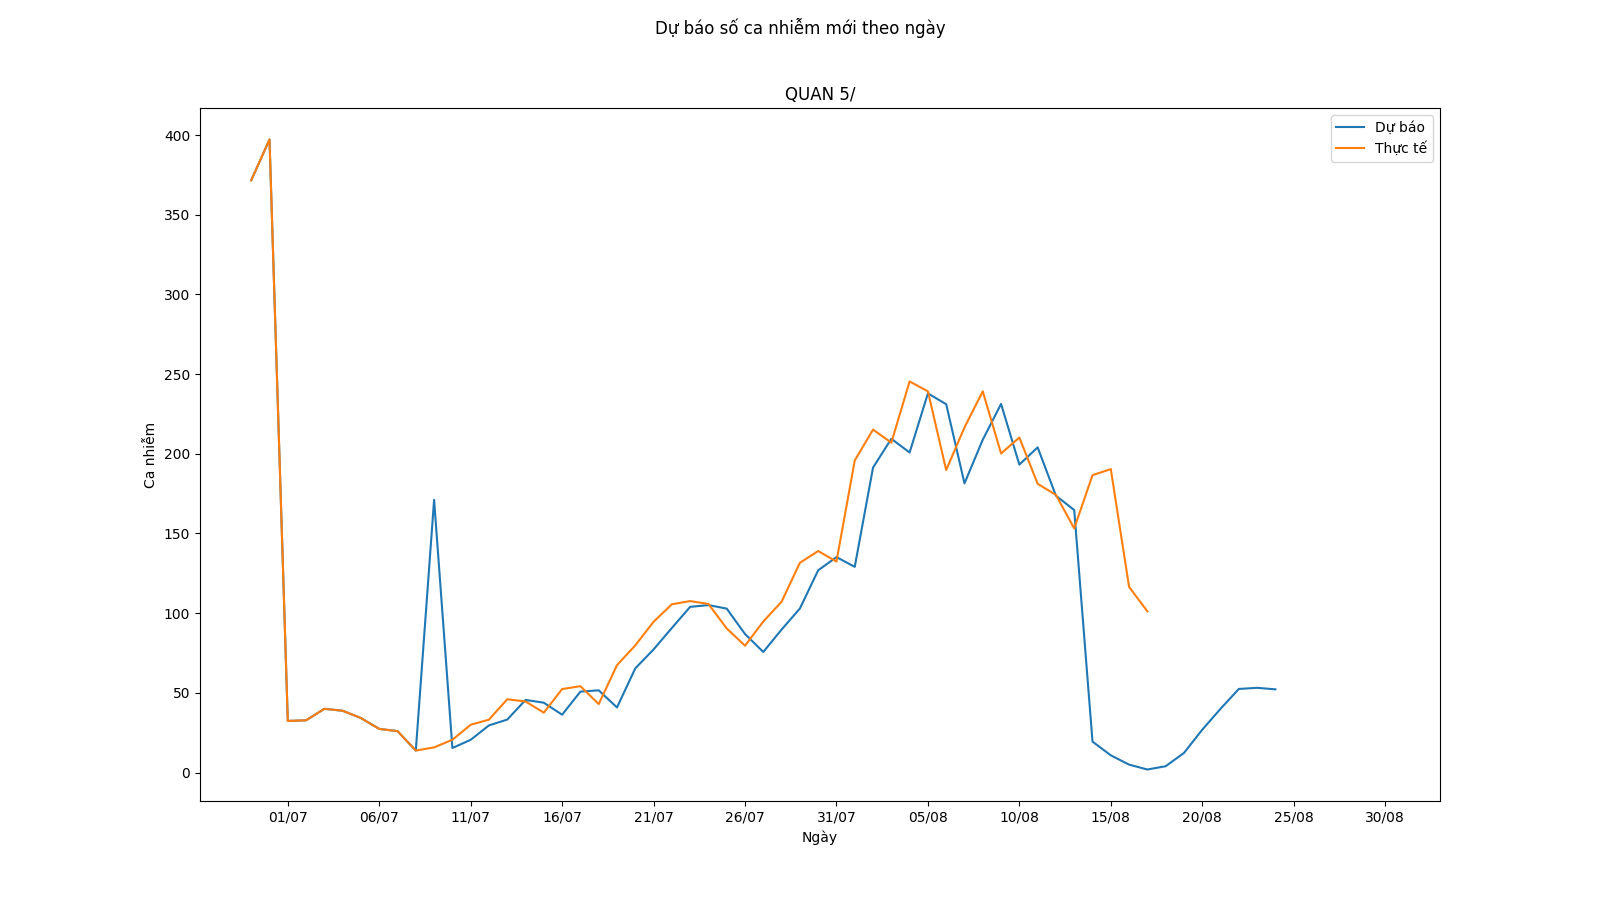 Dự báo số ca nhiễm mới theo ngày
QUAN 5/
Dự báo
Thực tế
400
350
300
250
200
150
100
50
0
Ca nhiễm
01/07 06/07 11/07 16/07 21/07 26/07 31/07 05/08 10/08 15/08 20/08 25/08 30/08
Ngày